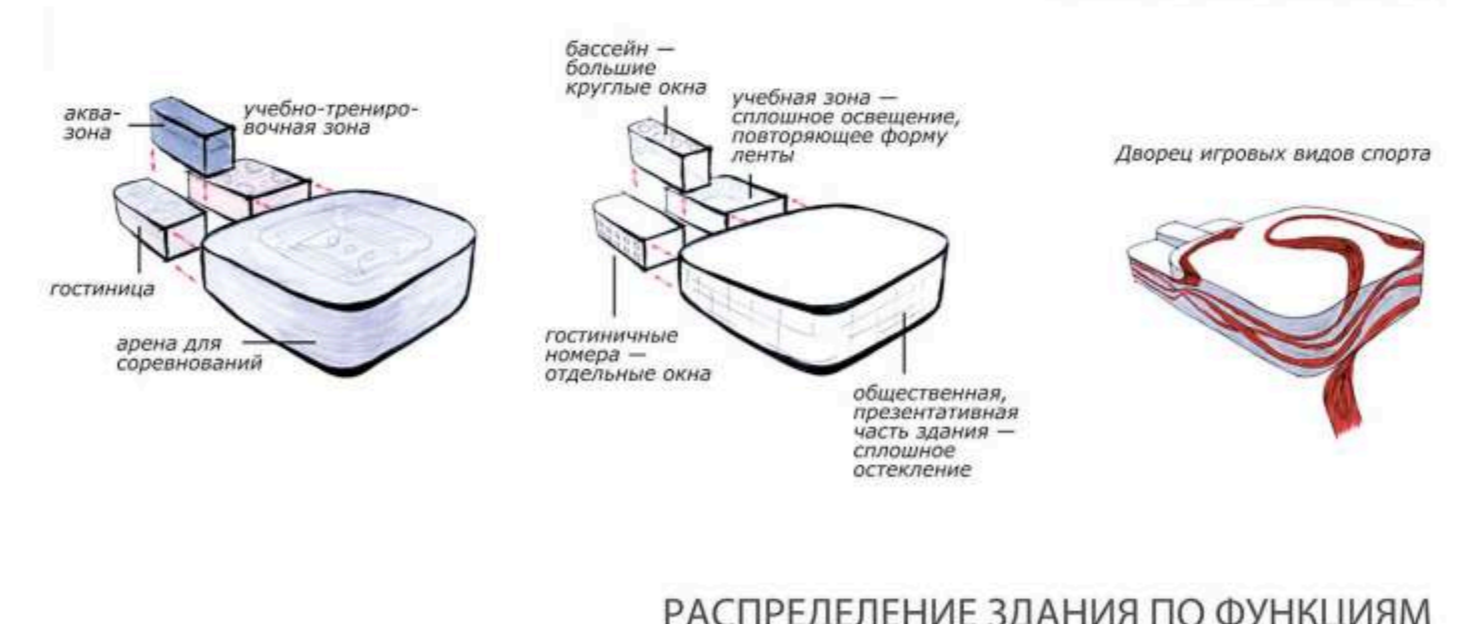 аква-
зона
учебно-трениро-
вочная зона
гостиница
арена для
соревнований
бассейн —
большие
круглые окна
учебная зона —
сплошное освещение,
повторяющее форму
ленты
гостиничные
номера —
отдельные окна
общественная,
презентативная
часть здания —
сплошное
остекление
Дворец игровых видов спорта
РАСПРЕДЕЛЕНИЕ ЗДАНИЯ ПО ФУНКЦИЯМ